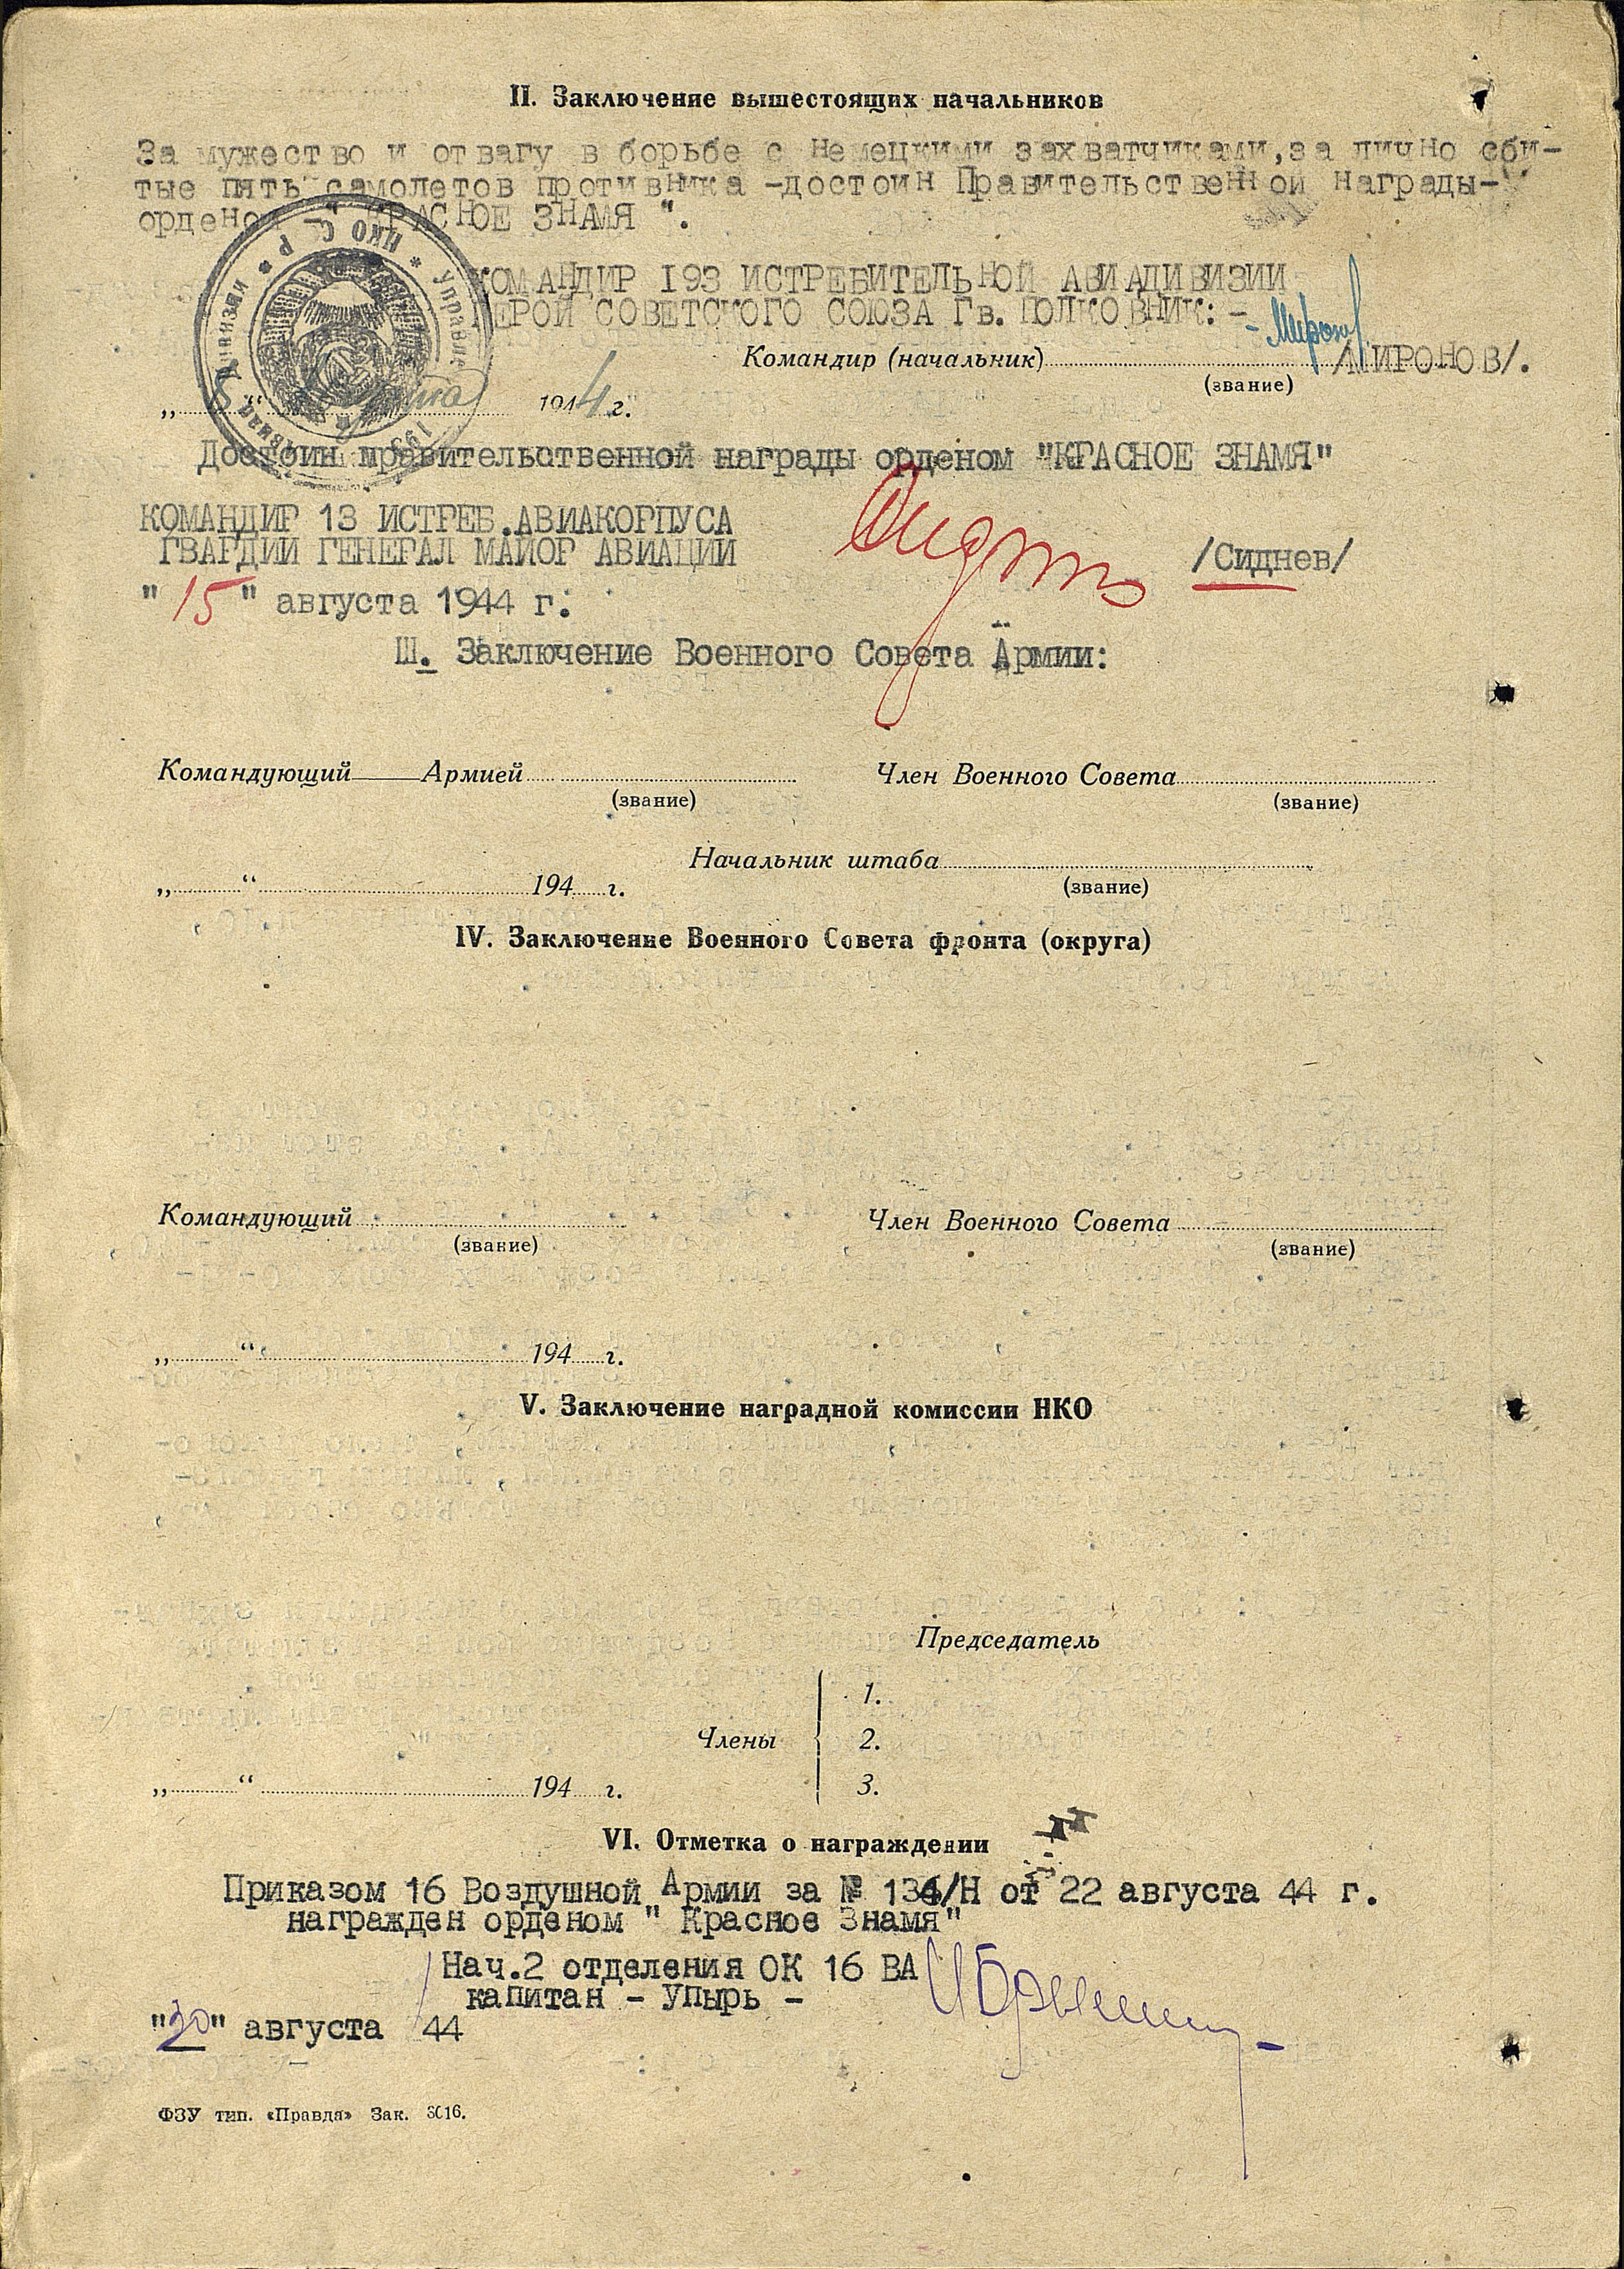 II. Заключение вышестоящих начальников
За мужество и отвагу в борьбе с немецкими захватчиками, за лично сби-
тые пять самолетов противника -достоин Правительственной награды-
орденом -" КРАСНОЕ ЗНАМЯ ".
КОМАНДИР 193 ИСТРЕБИТЕЛЬНОЙ АВИАДИВИЗИИ
ГЕРОЙ СОВЕТСКОГО СОЮЗА Гв. ПОЛКОВНИК: -
Командир (начальник) /МИРОНОВ/.
(звание)
„ “ августа 1944 г.
Достоин правительственной награды орденом "КРАСНОЕ ЗНАМЯ"
КОМАНДИР 13 ИСТРЕБ.АВИАКОРПУСА
ГВАРДИИ ГЕНЕРАЛ МАЙОР АВИАЦИИ /Сиднев/
" 15 " августа 1944 г.
Ш. Заключение Военного Совета Армии:
Командующий Армией Член Военного Совета
(звание) (звание)
Начальник штаба
„ “ 194 г. (звание)
IV. Заключение Военного Совета фронта (округа)
Командующий Член Военного Совета
(звание) (звание)
„ “ 194 г.
V. Заключение наградной комиссии НКО
Председатель
1.
Члены 2.
„ “ 194 г. 3.
VI. Отметка о награждении
Приказом 16 Воздушной Армии за № 134/Н от 22 августа 44 г.
награжден орденом " Красное Знамя"
Нач.2 отделения ОК 16 ВА
капитан - Упырь -
"30" августа 44
ФЗУ тип. «Правда» Зак. 3016.